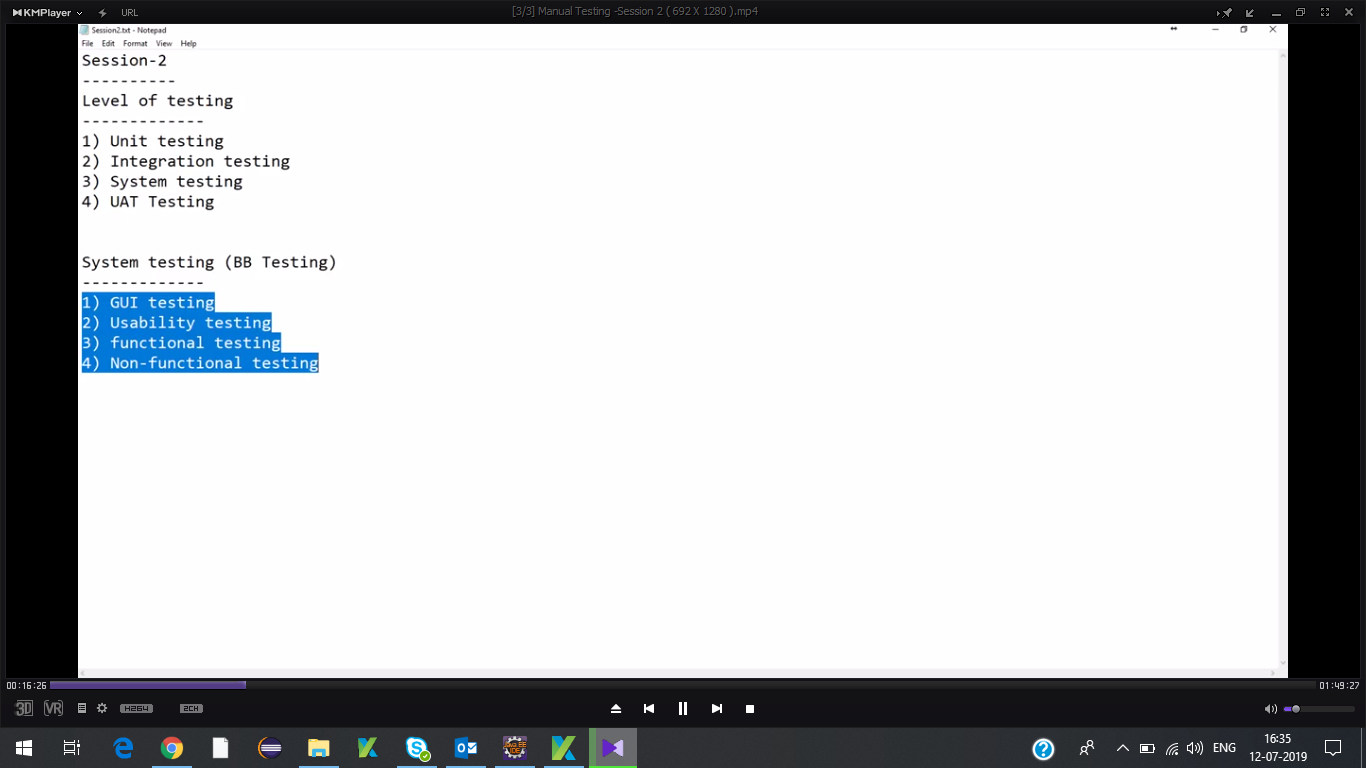 KMPlayer
URL
[3/3] Manual Testing -Session 2 ( 692 X 1280 ).mp4
Session2.txt - Notepad
File Edit Format View Help
Session-2
----------
Level of testing
-------------
1) Unit testing
2) Integration testing
3) System testing
4) UAT Testing
System testing (BB Testing)
-------------
1) GUI testing
2) Usability testing
3) functional testing
4) Non-functional testing
00:16:26
01:49:27
3D VR H264 2CH
ENG
16:35
12-07-2019